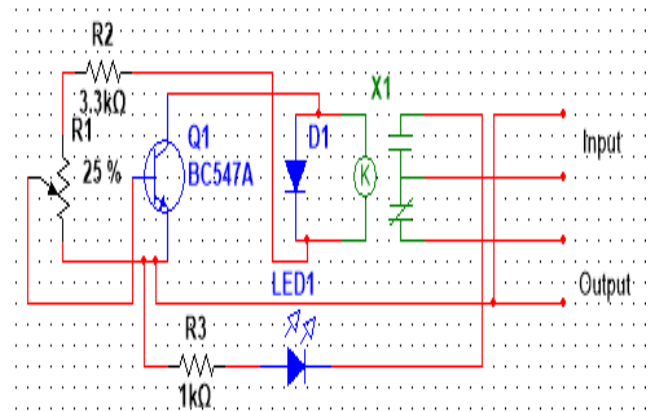 R2
3.3kΩ
R1
25 %
Q1
BC547A
D1
K
X1
Input
Output
LED1
R3
1kΩ